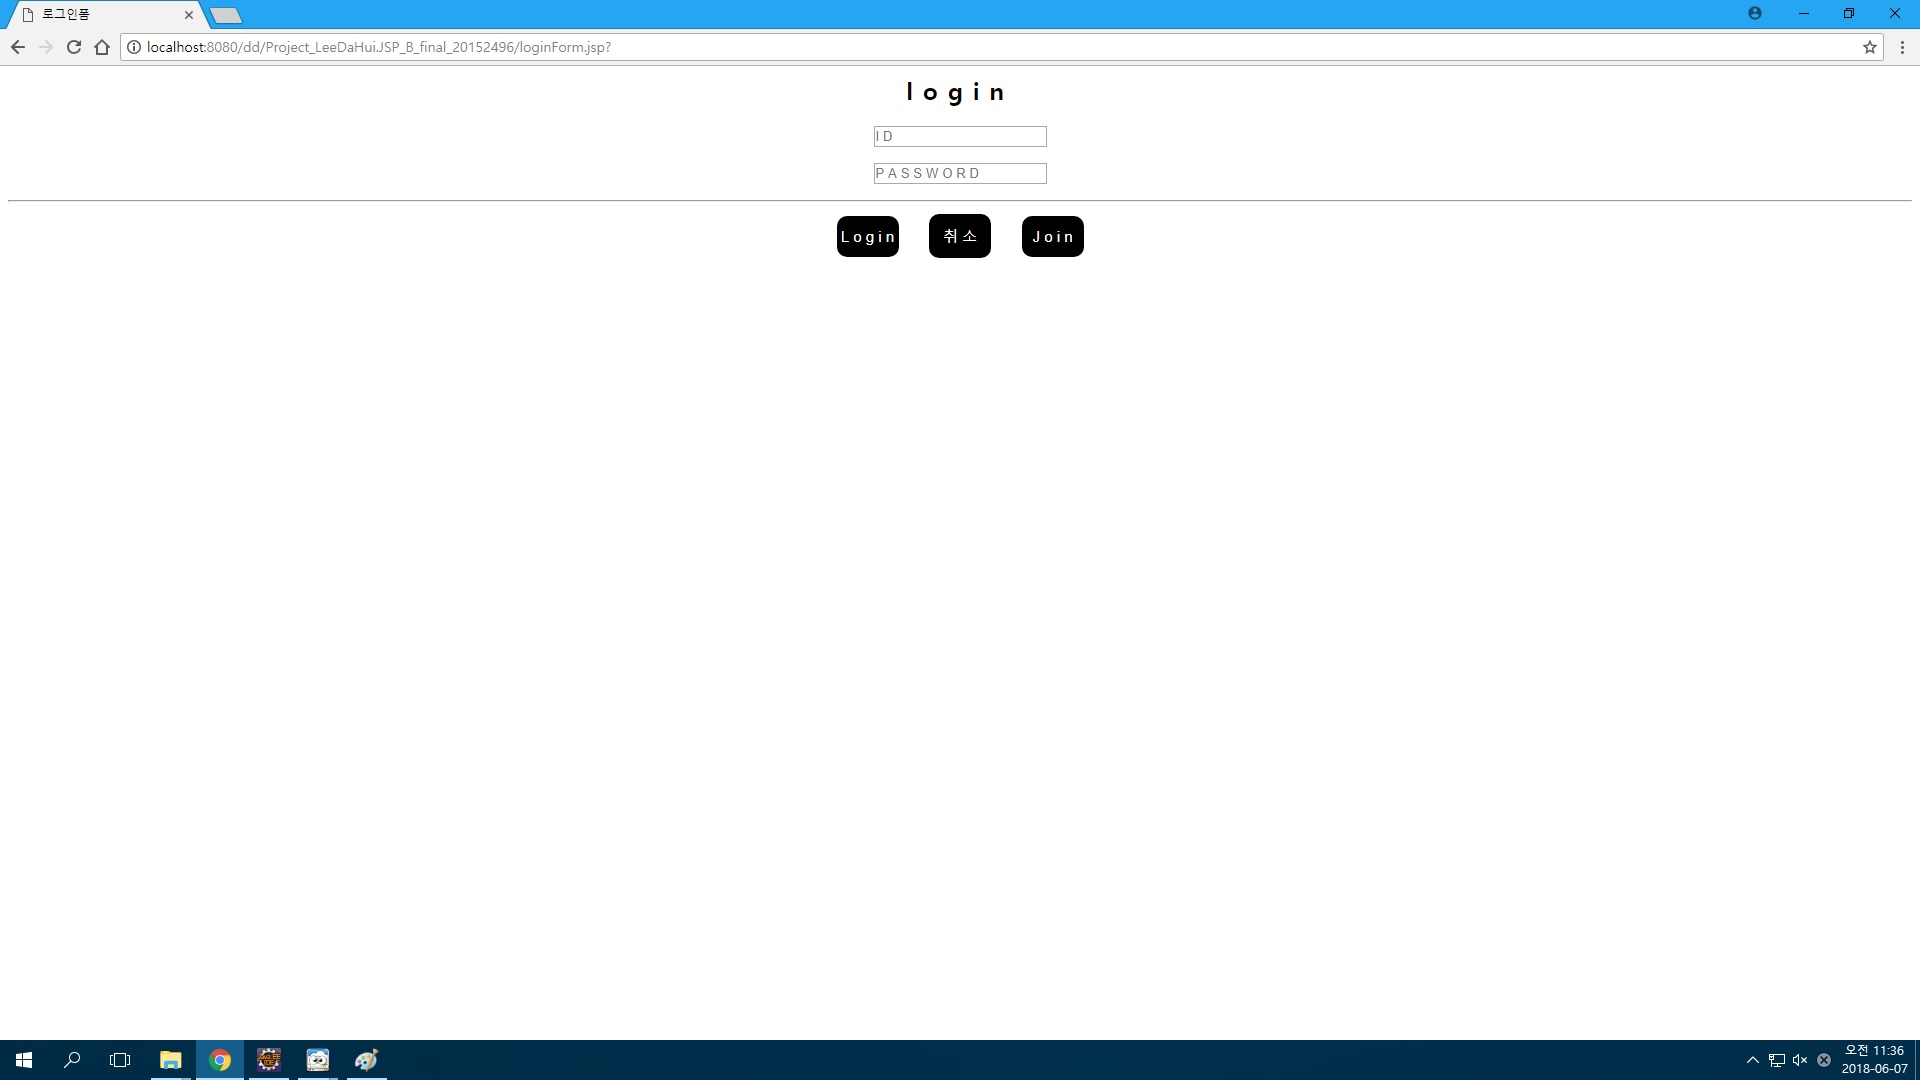 로그인폼
localhost:8080/dd/Project_LeeDaHuiJSP_B_final_20152496/loginForm.jsp?
login
ID
PASSWORD
Login 취소 Join
오전 11:36
2018-06-07